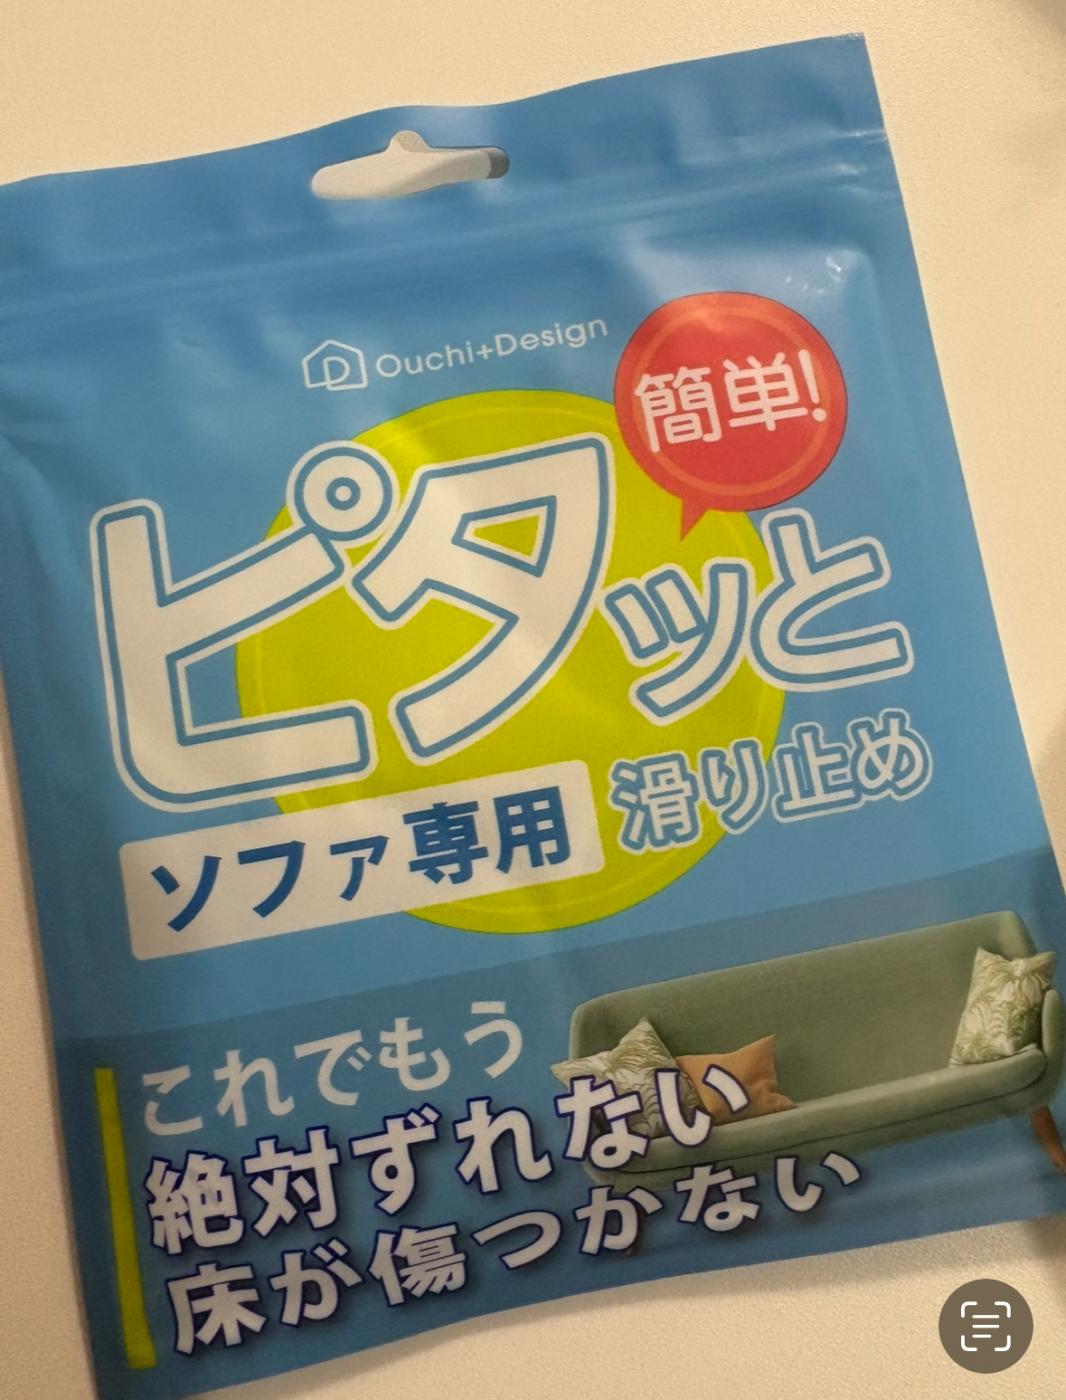 Ouchi+Design
簡単!
ピタッと
ソファ専用
滑り止め
これでもう
絶対ずれない
床が傷つかない